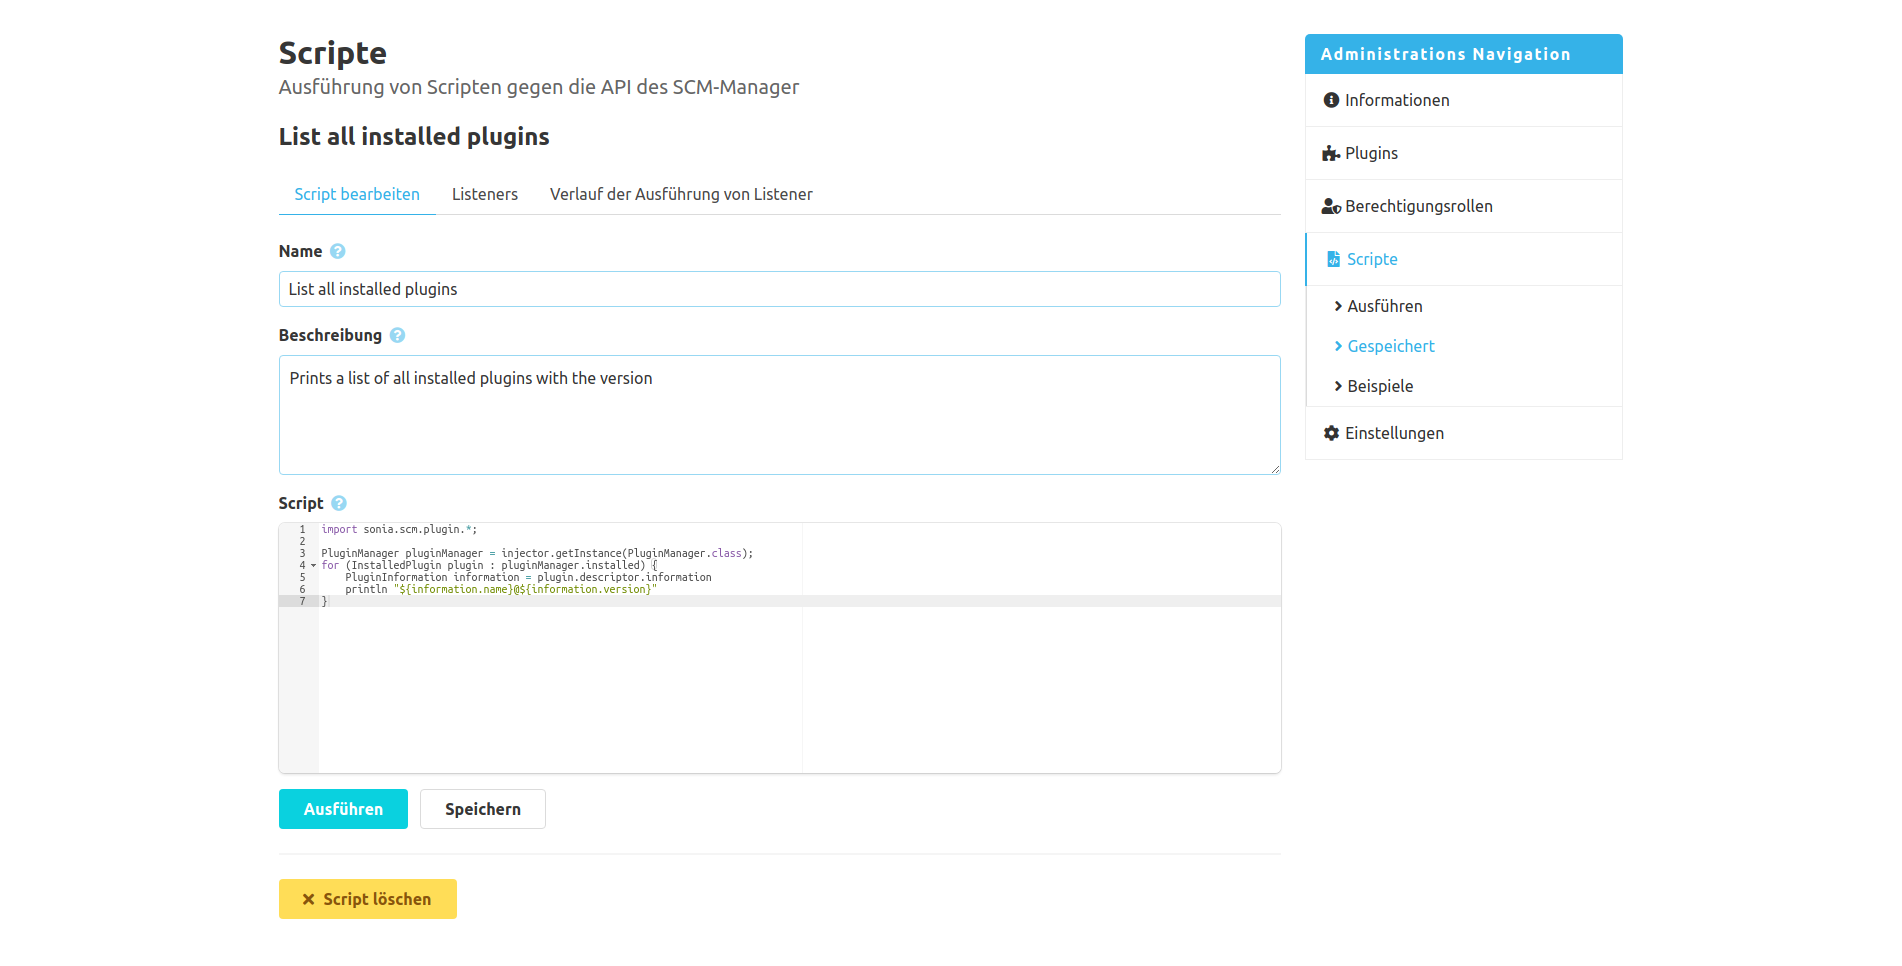 Scripte
Ausführung von Scripten gegen die API des SCM-Manager
List all installed plugins
Script bearbeiten
Listeners
Verlauf der Ausführung von Listener
Name
List all installed plugins
Beschreibung
Prints a list of all installed plugins with the version
Script
1 import sonia.scm.plugin.*;
2
3 PluginManager pluginManager = injector.getInstance(PluginManager.class);
4 for (InstalledPlugin plugin : pluginManager.installed) {
5     PluginInformation information = plugin.descriptor.information
6     println "${information.name}@${information.version}"
7 }
Ausführen
Speichern
Script löschen
Administrations Navigation
Informationen
Plugins
Berechtigungsrollen
Scripte
Ausführen
Gespeichert
Beispiele
Einstellungen